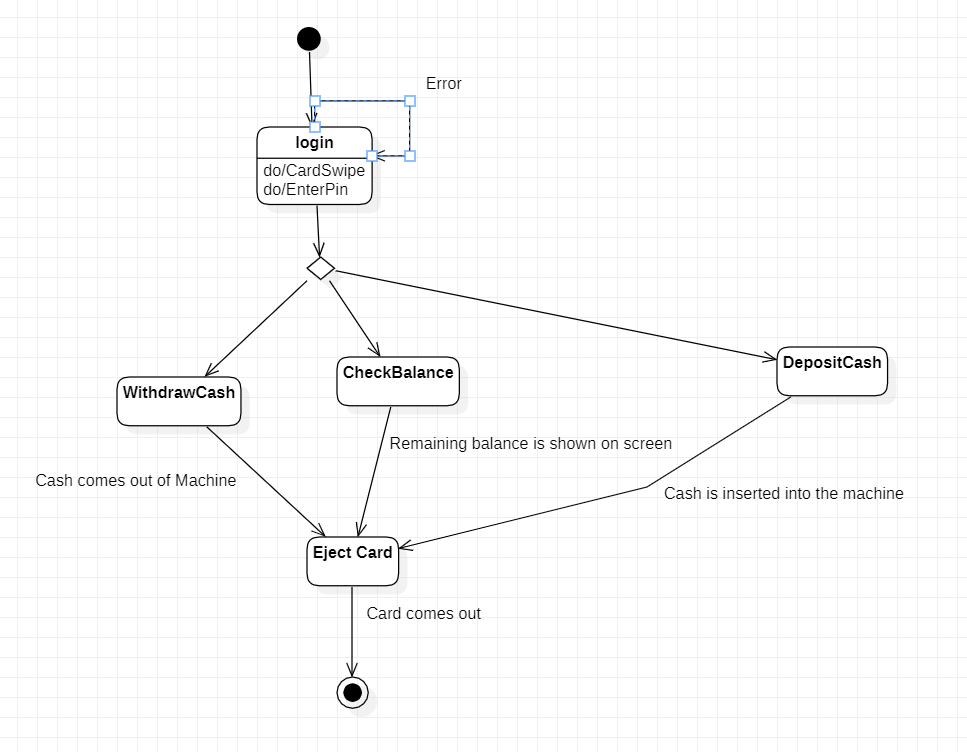 Error
login
do/CardSwipe
do/EnterPin
DepositCash
CheckBalance
WithdrawCash
Remaining balance is shown on screen
Cash comes out of Machine
Cash is inserted into the machine
Eject Card
Card comes out